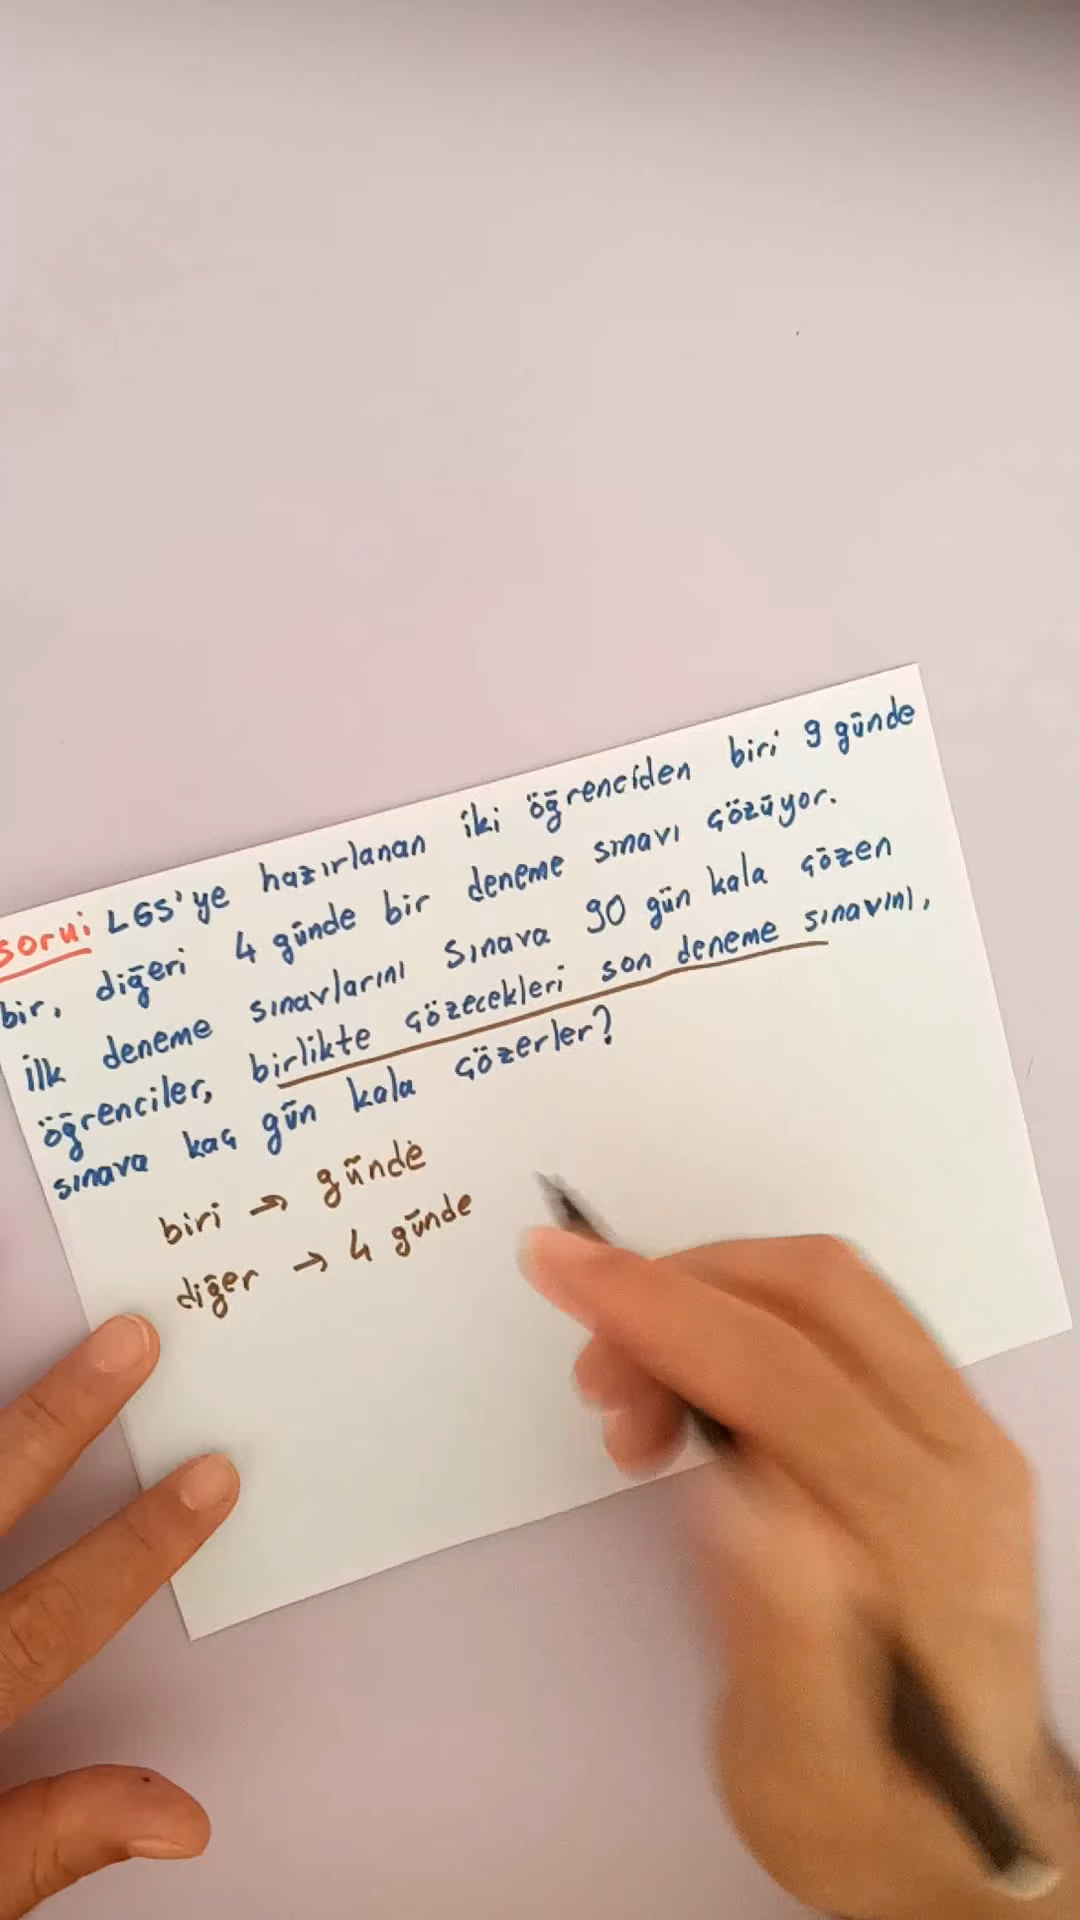 soru: LGS'ye hazırlanan iki öğrenciden biri 9 günde
bir, diğeri 4 günde bir deneme sınavı çözüyor.
ilk deneme sınavlarını sınava 90 gün kala çözen
öğrenciler, birlikte çözecekleri son deneme sınavını,
sınava kaç gün kala çözerler?
biri → günde
diğer → 4 günde